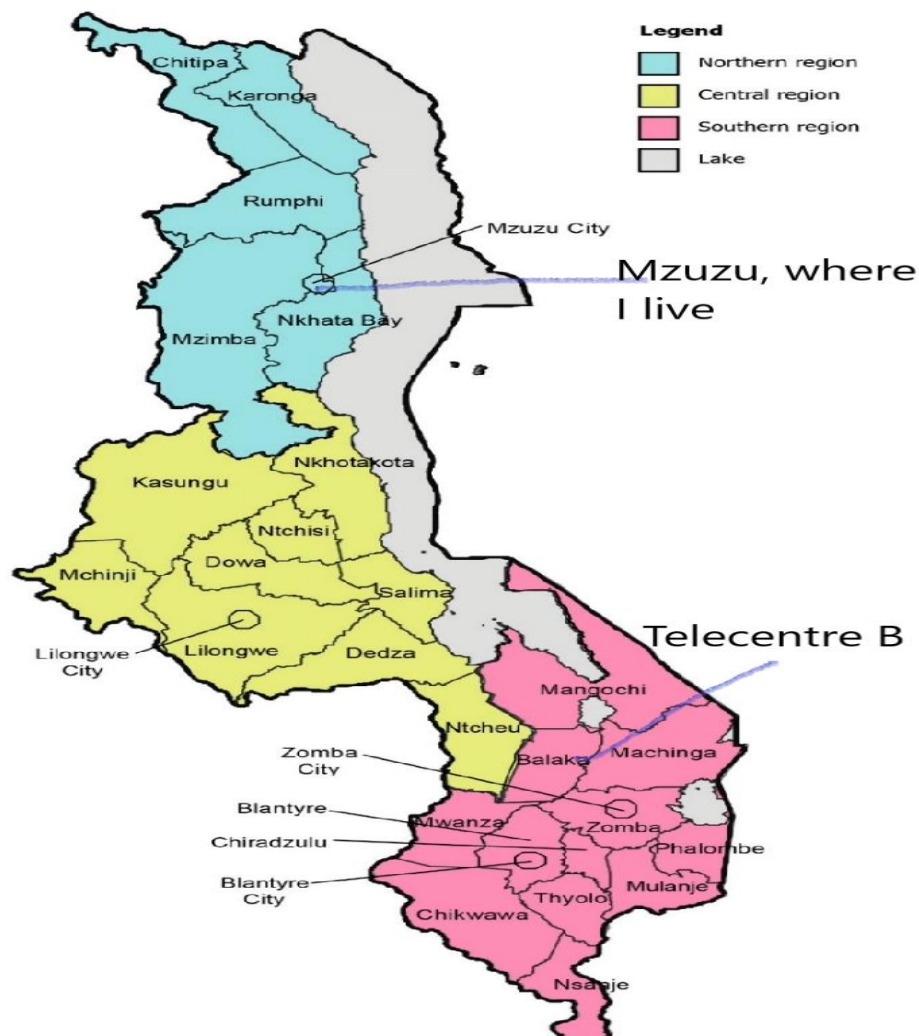 Legend
Northern region
Central region
Southern region
Lake
Chitipa
Karonga
Rumphi
Mzuzu City
Mzuzu, where
I live
Nkhata Bay
Mzimba
Nkhotakota
Kasungu
Ntchisi
Dowa
Mchinji
Salima
Lilongwe
City
Lilongwe
Dedza
Telecentre B
Mangochi
Ntcheu
Balaka
Machinga
Zomba
City
Blantyre
Mwanza
Zomba
Chiradzulu
Phalombe
Blantyre
City
Mulanje
Thyolo
Chikwawa
Nsanje